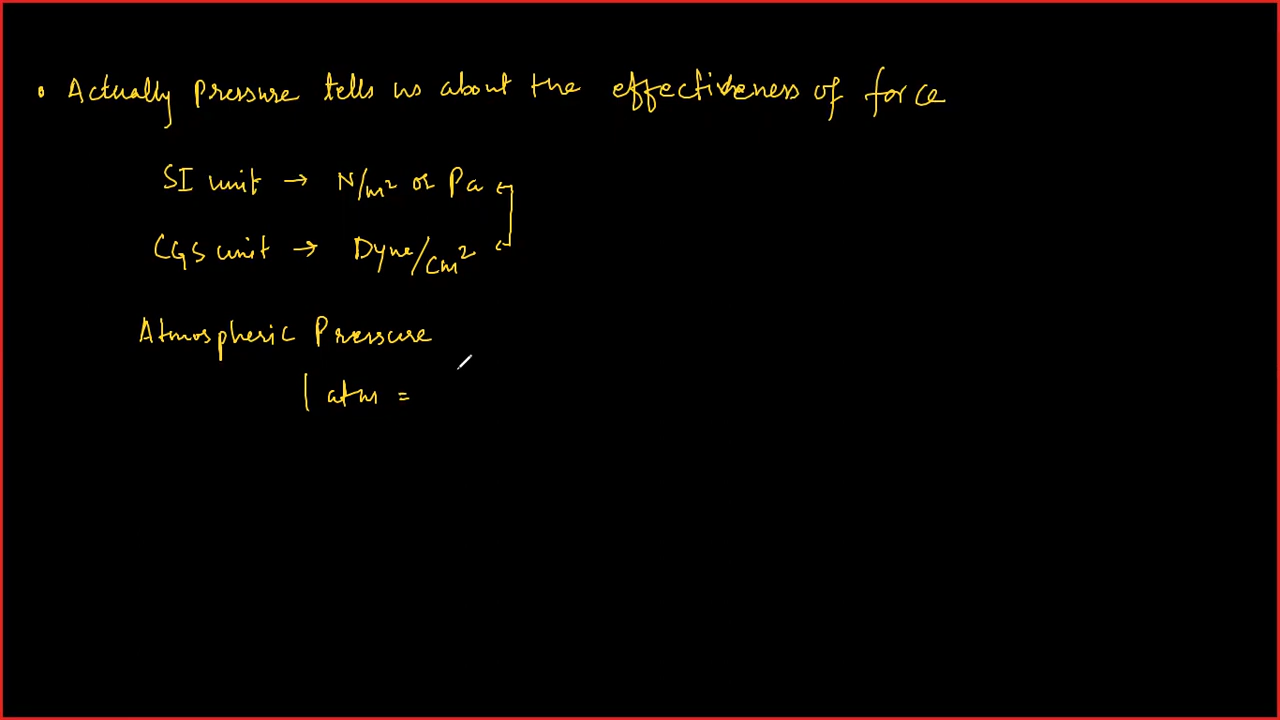 • Actually pressure tells us about the effectiveness of force
SI unit → N/m² or Pa
CGS unit → Dyne/cm²
Atmospheric Pressure
1 atm =